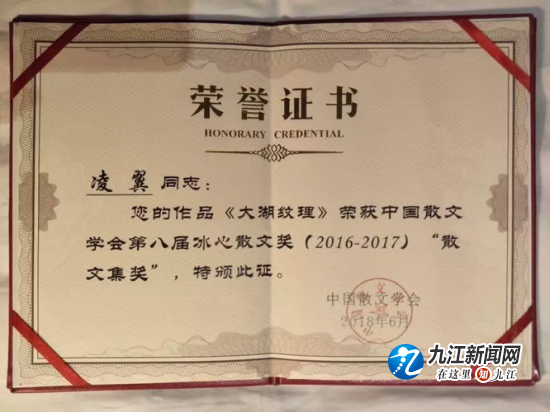 荣誉证书
HONORARY CREDENTIAL
凌翼 同志：
您的作品《大湖纹理》荣获中国散文
学会第八届冰心散文奖（2016-2017）“散
文集奖”，特颁此证。
中国散文学会
2018年6月
九江新闻网
在这里知九江